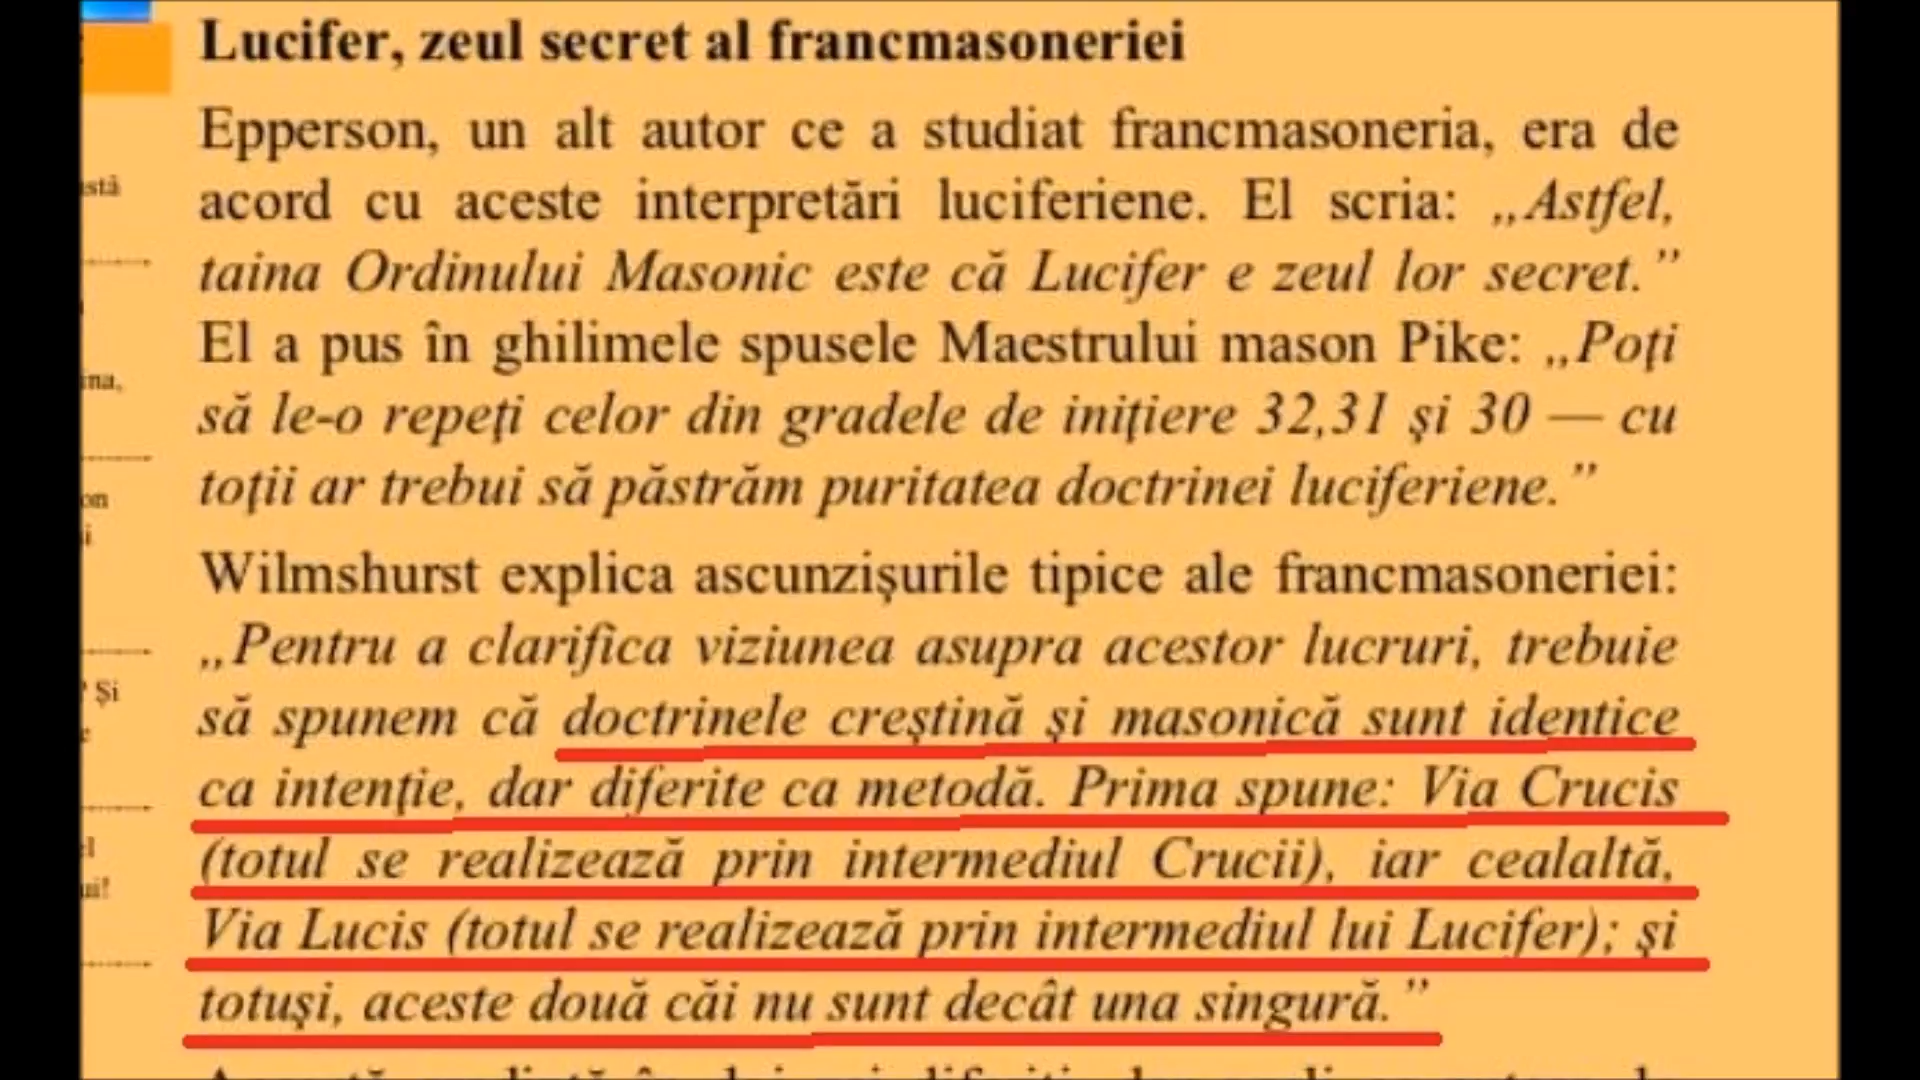 Lucifer, zeul secret al francmasoneriei
Epperson, un alt autor ce a studiat francmasoneria, era de
acord cu aceste interpretări luciferiene. El scria: „Astfel,
taina Ordinului Masonic este că Lucifer e zeul lor secret.”
El a pus în ghilimele spusele Maestrului mason Pike: „Poţi
să le-o repeţi celor din gradele de iniţiere 32,31 şi 30 — cu
toţii ar trebui să păstrăm puritatea doctrinei luciferiene.”
Wilmshurst explica ascunzişurile tipice ale francmasoneriei:
„Pentru a clarifica viziunea asupra acestor lucruri, trebuie
să spunem că doctrinele creştină şi masonică sunt identice
ca intenţie, dar diferite ca metodă. Prima spune: Via Crucis
(totul se realizează prin intermediul Crucii), iar cealaltă,
Via Lucis (totul se realizează prin intermediul lui Lucifer); şi
totuşi, aceste două căi nu sunt decât una singură.”
Şi